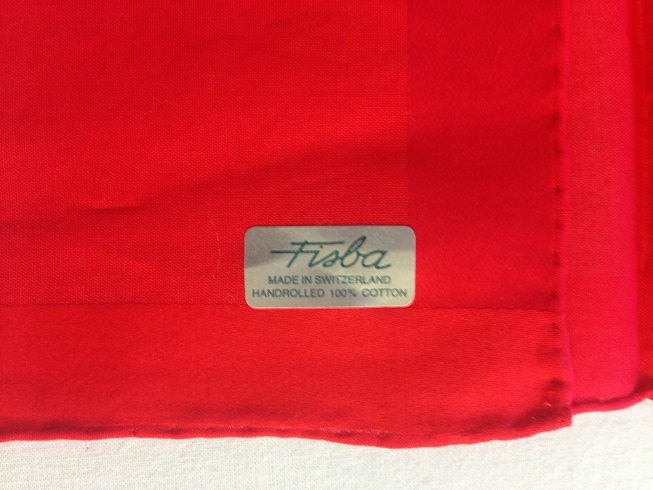 Fisba
MADE IN SWITZERLAND
HANDROLLED 100% COTTON